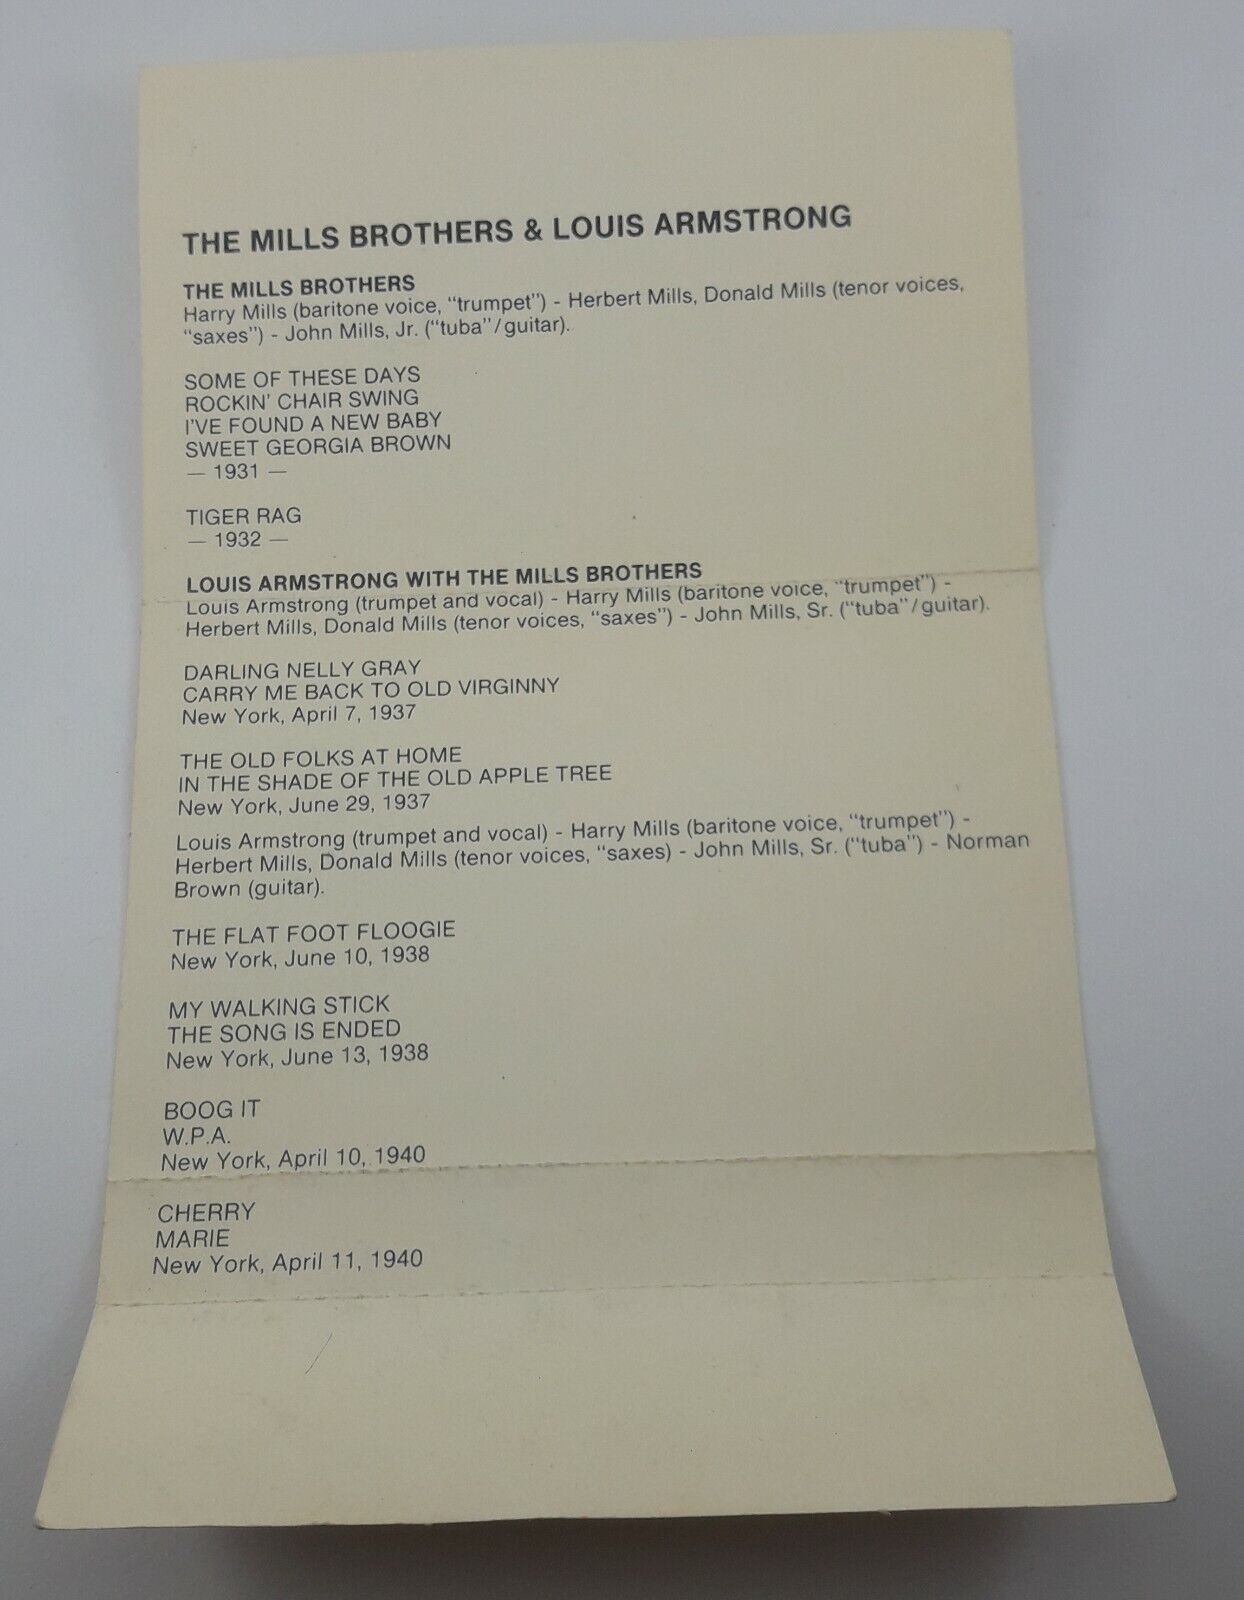 THE MILLS BROTHERS & LOUIS ARMSTRONG
THE MILLS BROTHERS
Harry Mills (baritone voice, “trumpet”) - Herbert Mills, Donald Mills (tenor voices,
“saxes”) - John Mills, Jr. (“tuba”/guitar).
SOME OF THESE DAYS
ROCKIN’ CHAIR SWING
I’VE FOUND A NEW BABY
SWEET GEORGIA BROWN
— 1931 —
TIGER RAG
— 1932 —
LOUIS ARMSTRONG WITH THE MILLS BROTHERS
Louis Armstrong (trumpet and vocal) - Harry Mills (baritone voice, “trumpet”) -
Herbert Mills, Donald Mills (tenor voices, “saxes”) - John Mills, Sr. (“tuba”/guitar).
DARLING NELLY GRAY
CARRY ME BACK TO OLD VIRGINNY
New York, April 7, 1937
THE OLD FOLKS AT HOME
IN THE SHADE OF THE OLD APPLE TREE
New York, June 29, 1937
Louis Armstrong (trumpet and vocal) - Harry Mills (baritone voice, “trumpet”) -
Herbert Mills, Donald Mills (tenor voices, “saxes) - John Mills, Sr. (“tuba”) - Norman
Brown (guitar).
THE FLAT FOOT FLOOGIE
New York, June 10, 1938
MY WALKING STICK
THE SONG IS ENDED
New York, June 13, 1938
BOOG IT
W.P.A.
New York, April 10, 1940
CHERRY
MARIE
New York, April 11, 1940